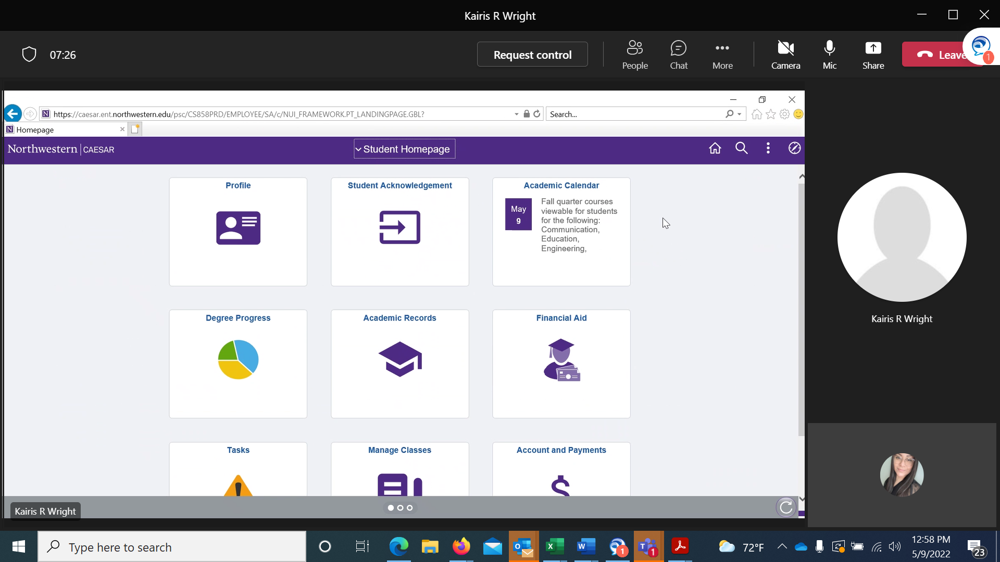 Kairis R Wright
07:26
Request control
People
Chat
More
Camera
Mic
Share
Leave
1
https://caesar.ent.northwestern.edu/psc/CS858PRD/EMPLOYEE/SA/c/NUI_FRAMEWORK.PT_LANDINGPAGE.GBL?
Search...
N Homepage
Northwestern | CAESAR
Student Homepage
Profile
Student Acknowledgement
Academic Calendar
May
9
Fall quarter courses
viewable for students
for the following:
Communication,
Education,
Engineering,
Degree Progress
Academic Records
Financial Aid
Tasks
Manage Classes
Account and Payments
$
Kairis R Wright
Kairis R Wright
Type here to search
1
1
72°F
12:58 PM
5/9/2022
23